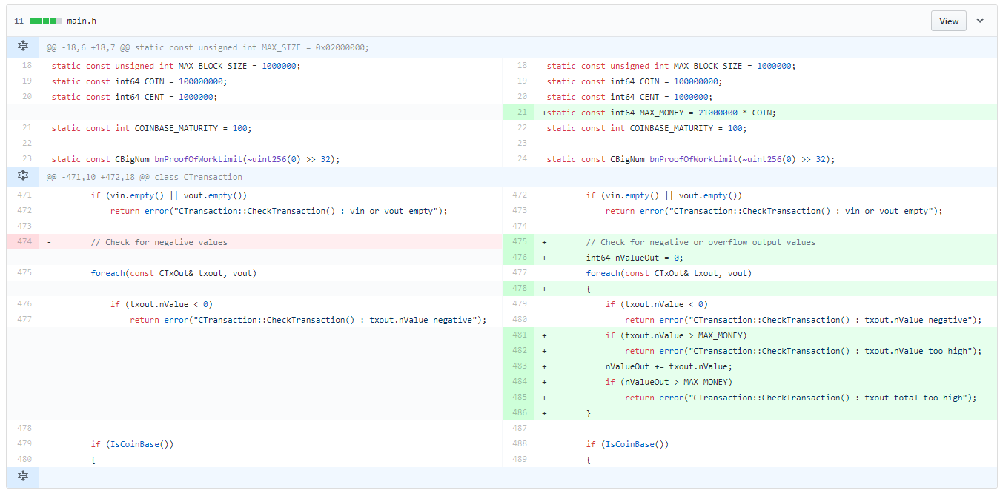 11 main.h View
@@ -18,6 +18,7 @@ static const unsigned int MAX_SIZE = 0x02000000;
18 static const unsigned int MAX_BLOCK_SIZE = 1000000; 18 static const unsigned int MAX_BLOCK_SIZE = 1000000;
19 static const int64 COIN = 100000000; 19 static const int64 COIN = 100000000;
20 static const int64 CENT = 1000000; 20 static const int64 CENT = 1000000;
21 +static const int64 MAX_MONEY = 21000000 * COIN;
21 static const int COINBASE_MATURITY = 100; 22 static const int COINBASE_MATURITY = 100;
22 23
23 static const CBigNum bnProofOfWorkLimit(~uint256(0) >> 32); 24 static const CBigNum bnProofOfWorkLimit(~uint256(0) >> 32);
@@ -471,10 +472,18 @@ class CTransaction
471 if (vin.empty() || vout.empty()) 472 if (vin.empty() || vout.empty())
472 return error("CTransaction::CheckTransaction() : vin or vout empty"); 473 return error("CTransaction::CheckTransaction() : vin or vout empty");
473 474
474 - // Check for negative values 475 + // Check for negative or overflow output values
476 + int64 nValueOut = 0;
475 foreach(const CTxOut& txout, vout) 477 foreach(const CTxOut& txout, vout)
478 + {
476 if (txout.nValue < 0) 479 if (txout.nValue < 0)
477 return error("CTransaction::CheckTransaction() : txout.nValue negative"); 480 return error("CTransaction::CheckTransaction() : txout.nValue negative");
481 + if (txout.nValue > MAX_MONEY)
482 + return error("CTransaction::CheckTransaction() : txout.nValue too high");
483 + nValueOut += txout.nValue;
484 + if (nValueOut > MAX_MONEY)
485 + return error("CTransaction::CheckTransaction() : txout total too high");
486 + }
478 487
479 if (IsCoinBase()) 488 if (IsCoinBase())
480 { 489 {